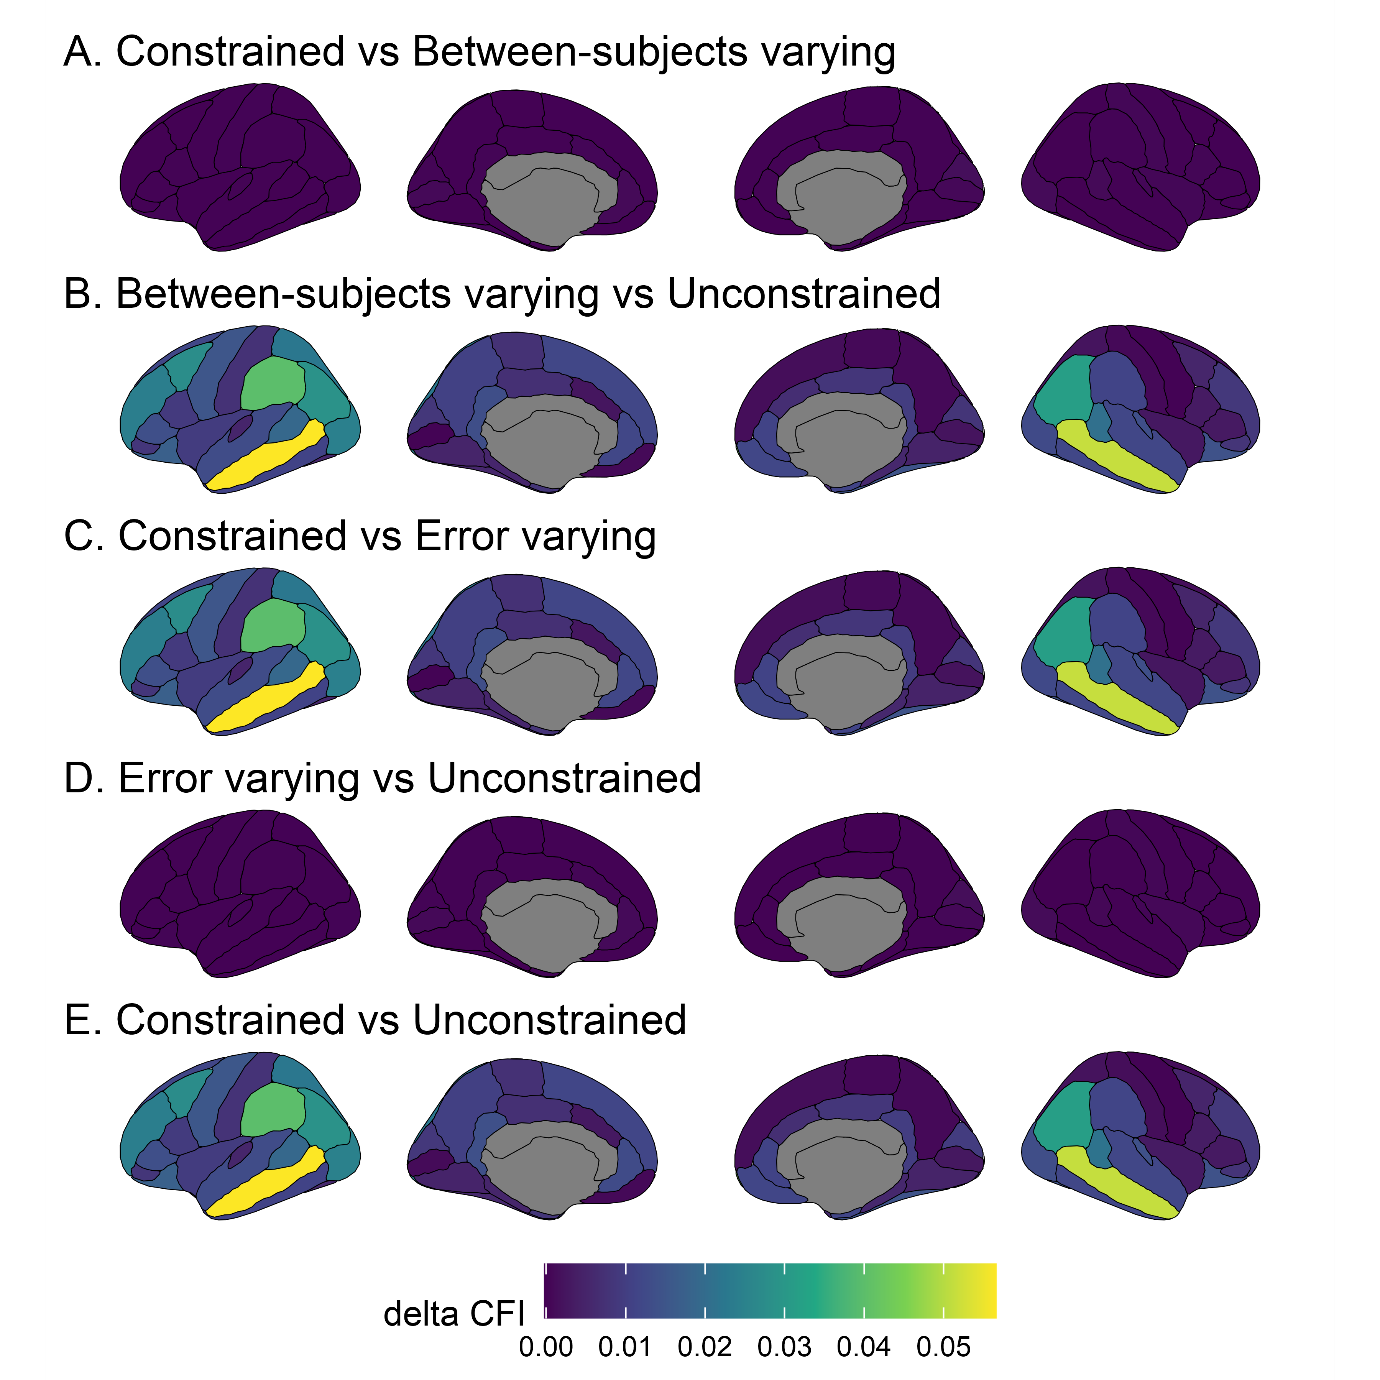 A. Constrained vs Between-subjects varying
B. Between-subjects varying vs Unconstrained
C. Constrained vs Error varying
D. Error varying vs Unconstrained
E. Constrained vs Unconstrained
delta CFI
0.00 0.01 0.02 0.03 0.04 0.05